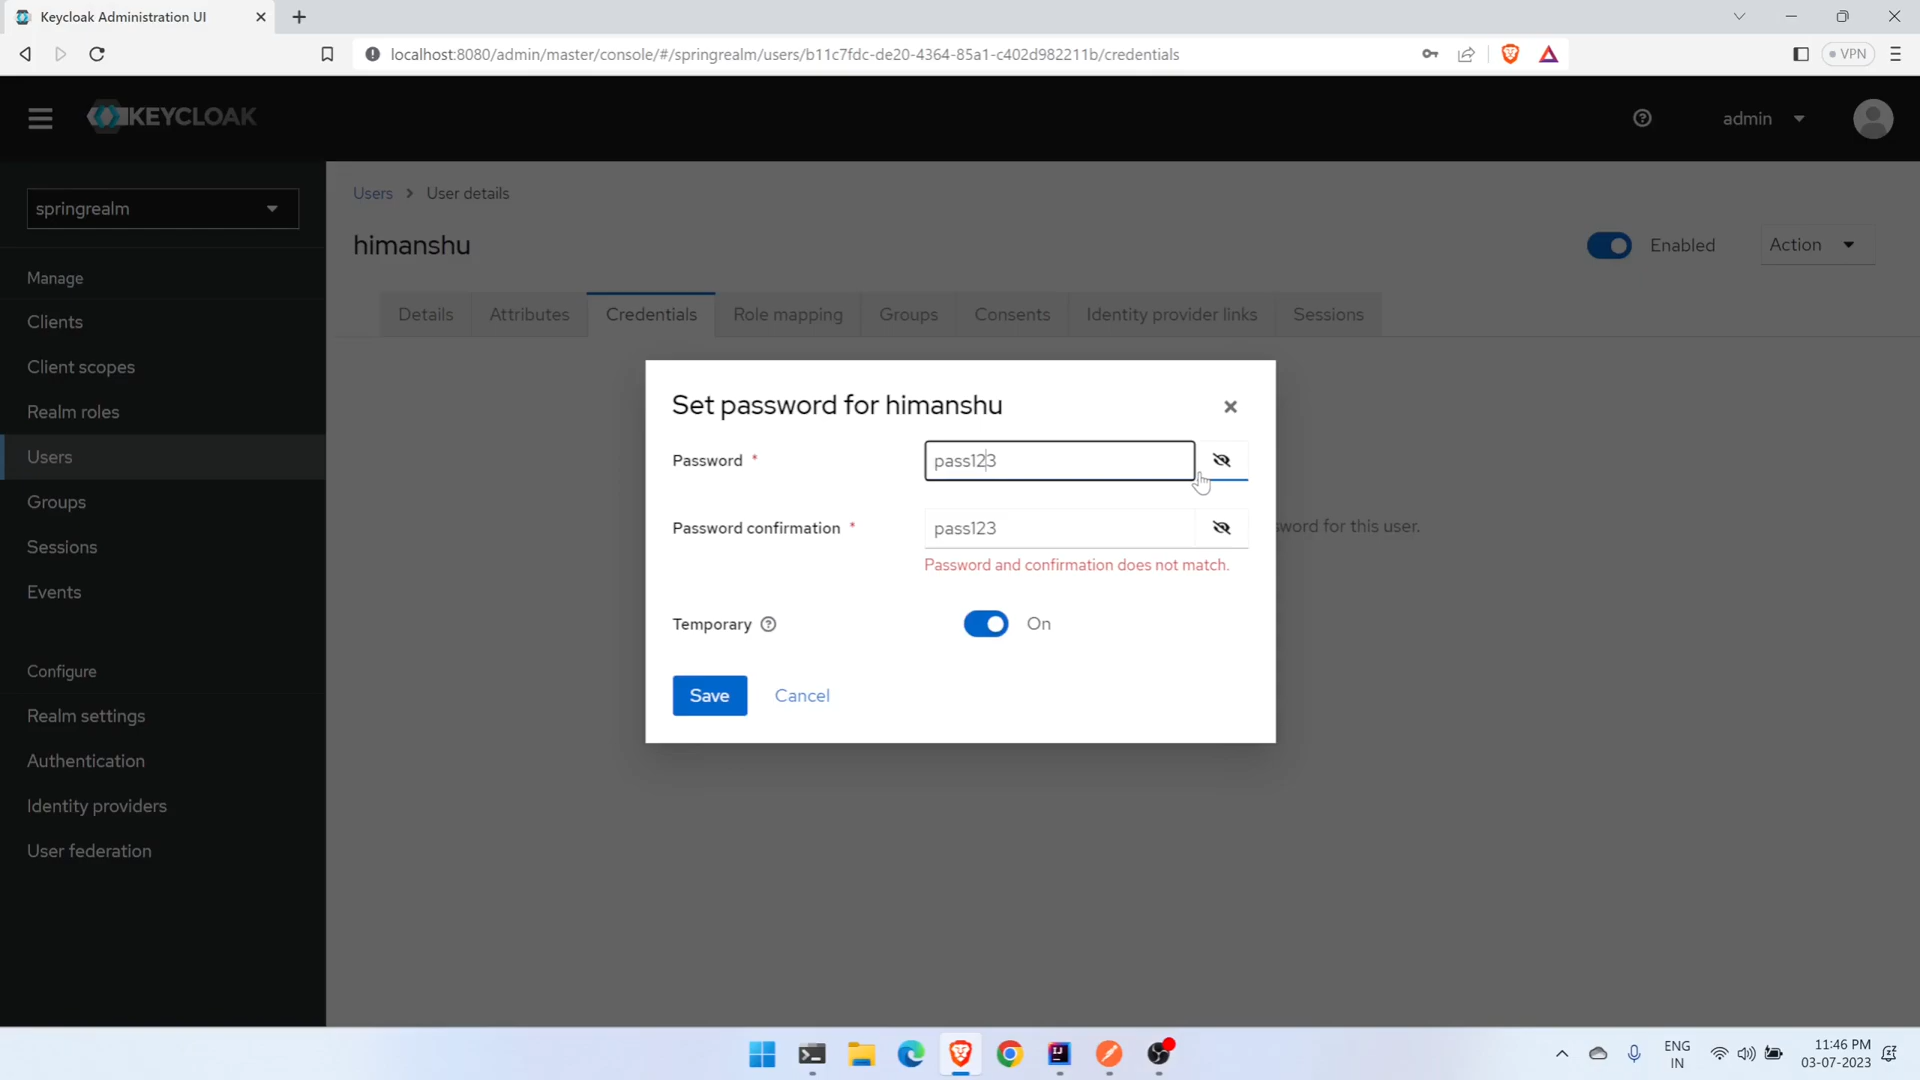 Keycloak Administration UI
localhost:8080/admin/master/console/#/springrealm/users/b11c7fdc-de20-4364-85a1-c402d982211b/credentials
VPN
KEYCLOAK
admin
springrealm
Manage
Clients
Client scopes
Realm roles
Users
Groups
Sessions
Events
Configure
Realm settings
Authentication
Identity providers
User federation
Users > User details
himanshu
Enabled
Action
Details
Attributes
Credentials
Role mapping
Groups
Consents
Identity provider links
Sessions
sword for this user.
Set password for himanshu
Password *
pass123
Password confirmation *
pass123
Password and confirmation does not match.
Temporary
On
Save
Cancel
ENG
IN
11:46 PM
03-07-2023